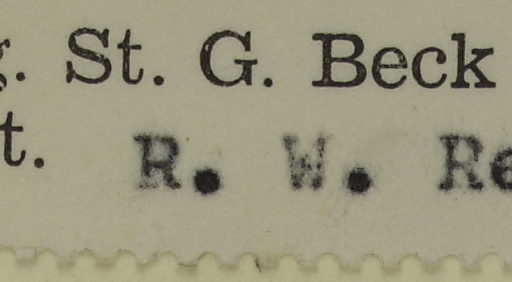 g. St. G. Beck
t. R. W. Re